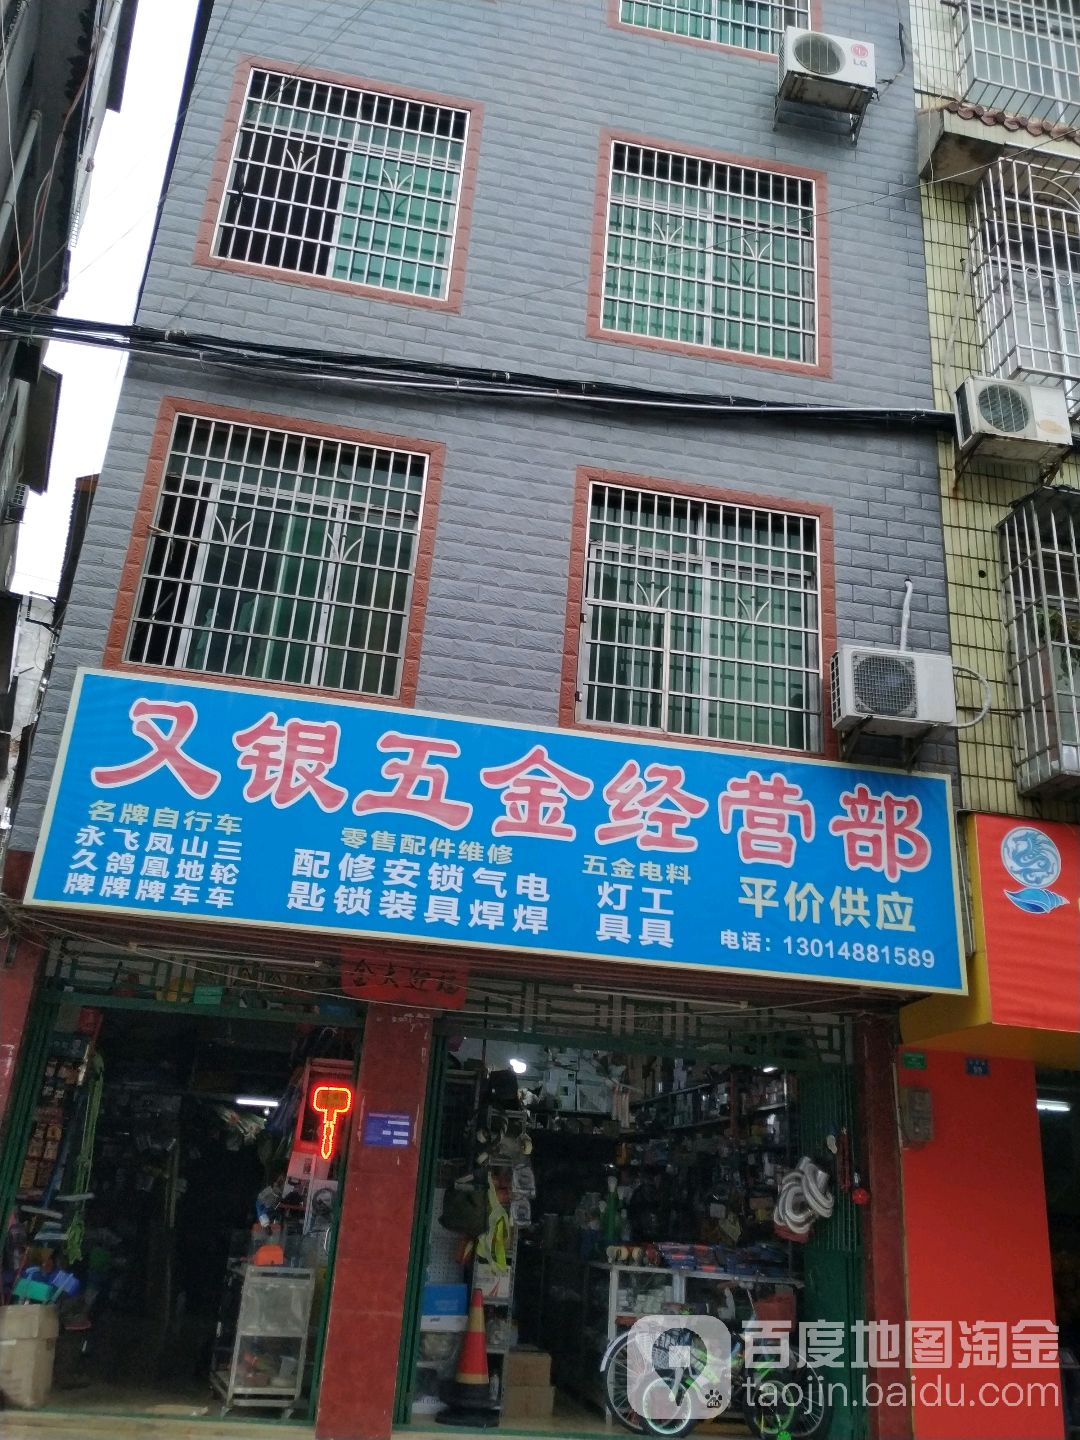 LG
又银五金经营部
名牌自行车
永飞凤山三
久鸽凰地轮
牌牌牌车车
零售配件维修
配修安锁气电
匙锁装具焊焊
五金电料
灯工
具具
平价供应
电话：13014881589
百度地图淘金
taojin.baidu.com